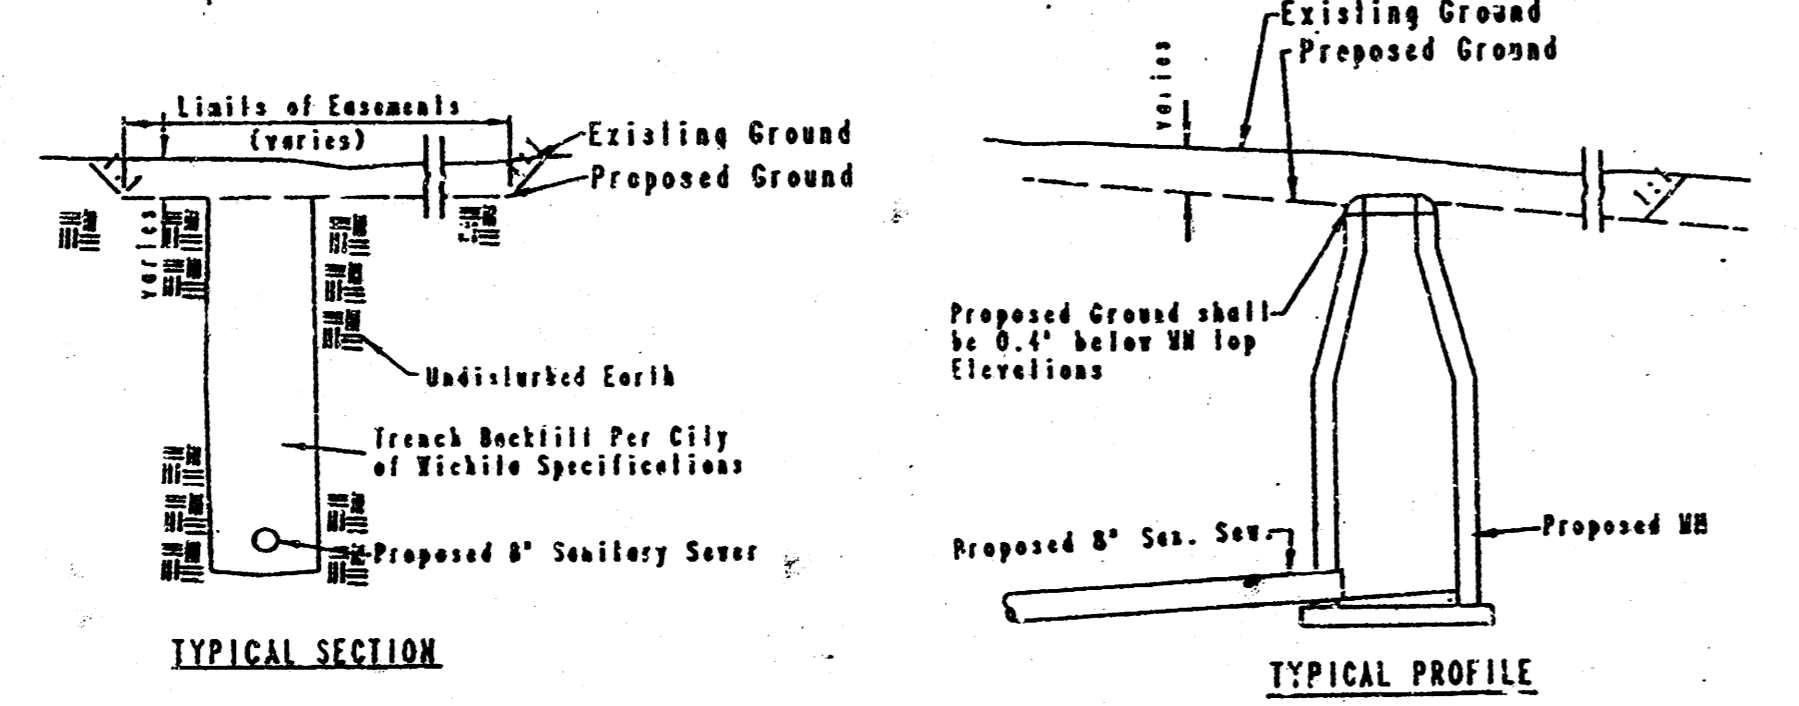 Limits of Easements
(varies)
Existing Ground
Proposed Ground
varies
Undisturbed Earth
Trench Backfill Per City
of Wichita Specifications
Proposed 8" Sanitary Sewer
TYPICAL SECTION
Existing Ground
Proposed Ground
varies
1:1
Proposed Ground shall
be 0.4' below MH top
Elevations
Proposed 8" San. Sew.
Proposed MH
TYPICAL PROFILE